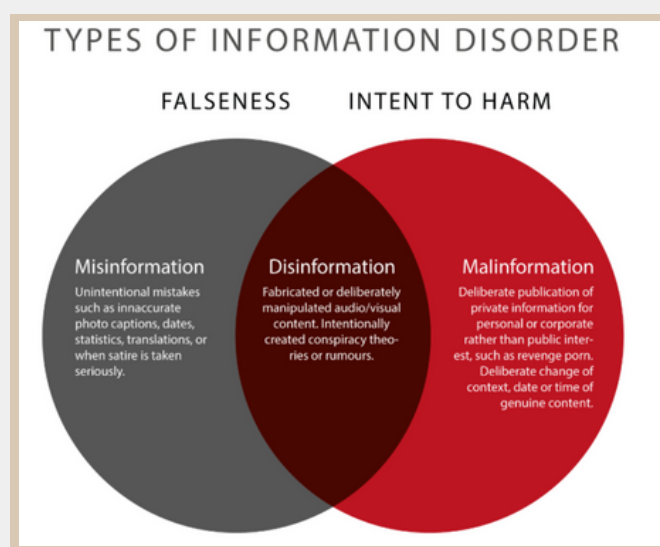 TYPES OF INFORMATION DISORDER
FALSENESS
INTENT TO HARM
Misinformation
Unintentional mistakes
such as innaccurate
photo captions, dates,
statistics, translations, or
when satire is taken
seriously.
Disinformation
Fabricated or deliberately
manipulated audio/visual
content. Intentionally
created conspiracy theo-
ries or rumours.
Malinformation
Deliberate publication of
private information for
personal or corporate
rather than public inter-
est, such as revenge porn.
Deliberate change of
context, date or time of
genuine content.